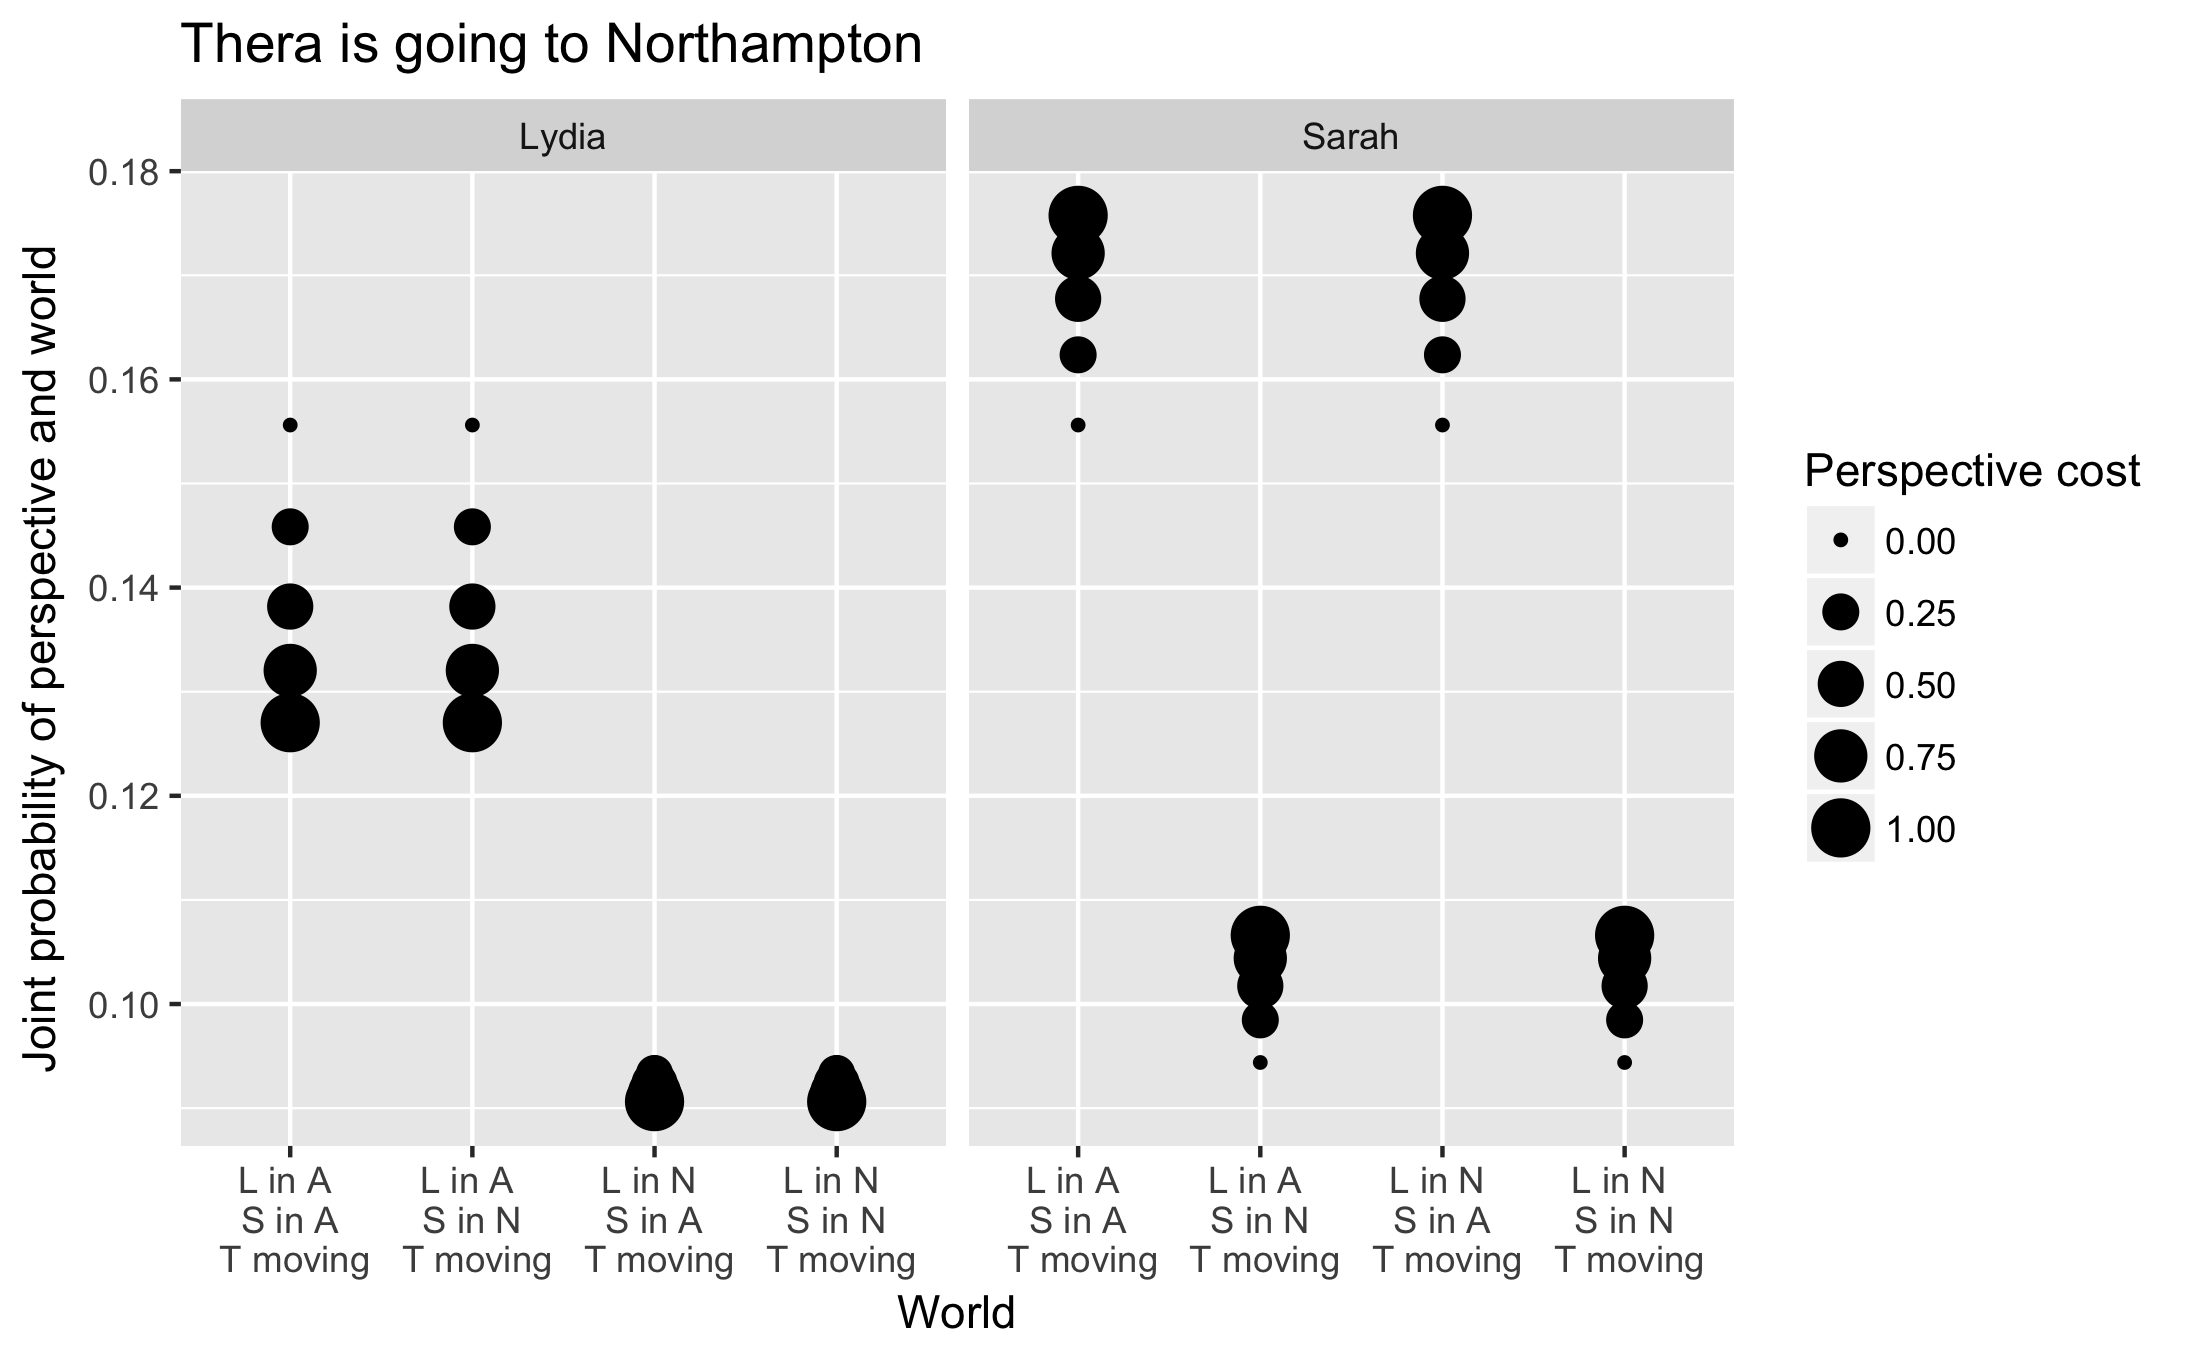 Thera is going to Northampton
Lydia
Sarah
Joint probability of perspective and world
0.18
0.16
0.14
0.12
0.10
L in A
S in A
T moving
L in A
S in N
T moving
L in N
S in A
T moving
L in N
S in N
T moving
L in A
S in A
T moving
L in A
S in N
T moving
L in N
S in A
T moving
L in N
S in N
T moving
World
Perspective cost
0.00
0.25
0.50
0.75
1.00